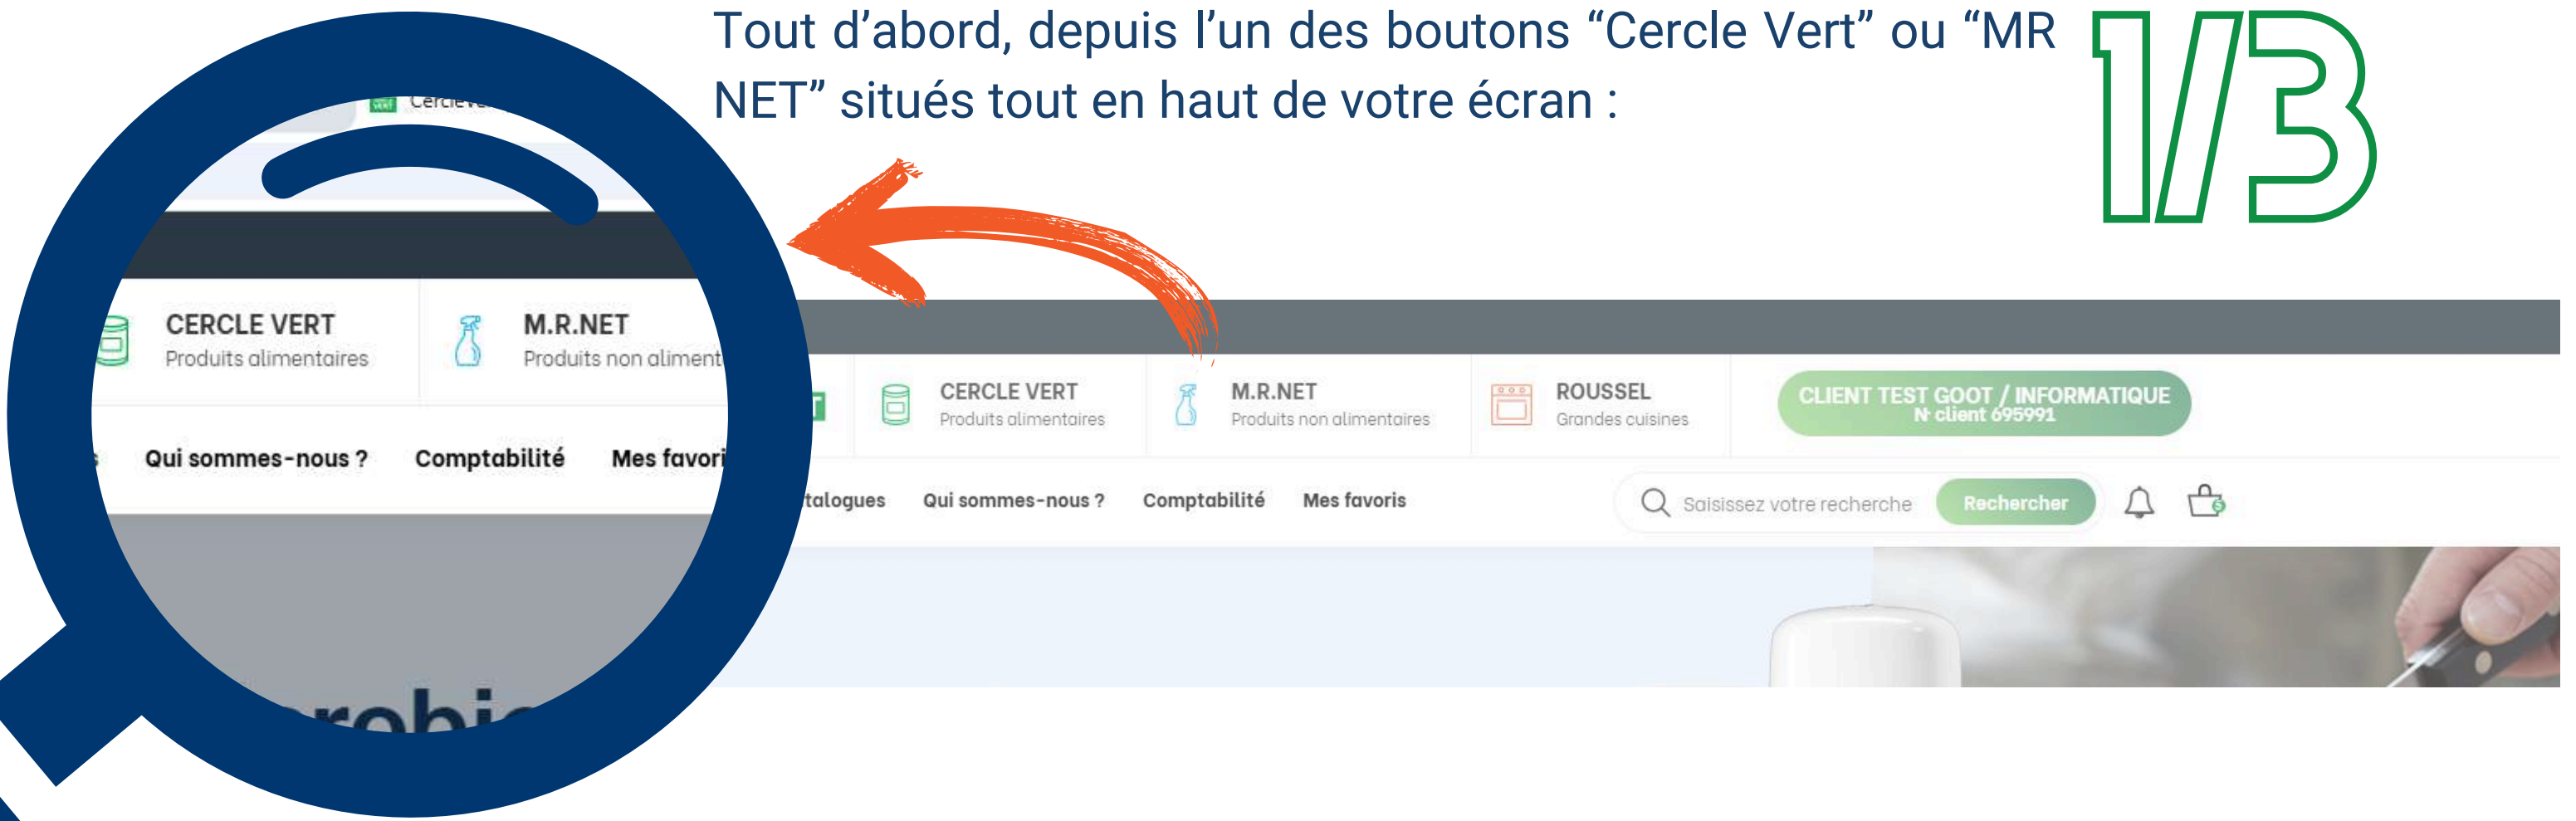 Tout d’abord, depuis l’un des boutons “Cercle Vert” ou “MR
NET” situés tout en haut de votre écran :
1/3
CERCLE VERT
Produits alimentaires
M.R.NET
Produits non aliment
Qui sommes-nous ?
Comptabilité
Mes favori
CERCLE VERT
Produits alimentaires
M.R.NET
Produits non alimentaires
ROUSSEL
Grandes cuisines
CLIENT TEST GOOT / INFORMATIQUE
N° client 695991
talogues
Qui sommes-nous ?
Comptabilité
Mes favoris
Saisissez votre recherche
Rechercher
5